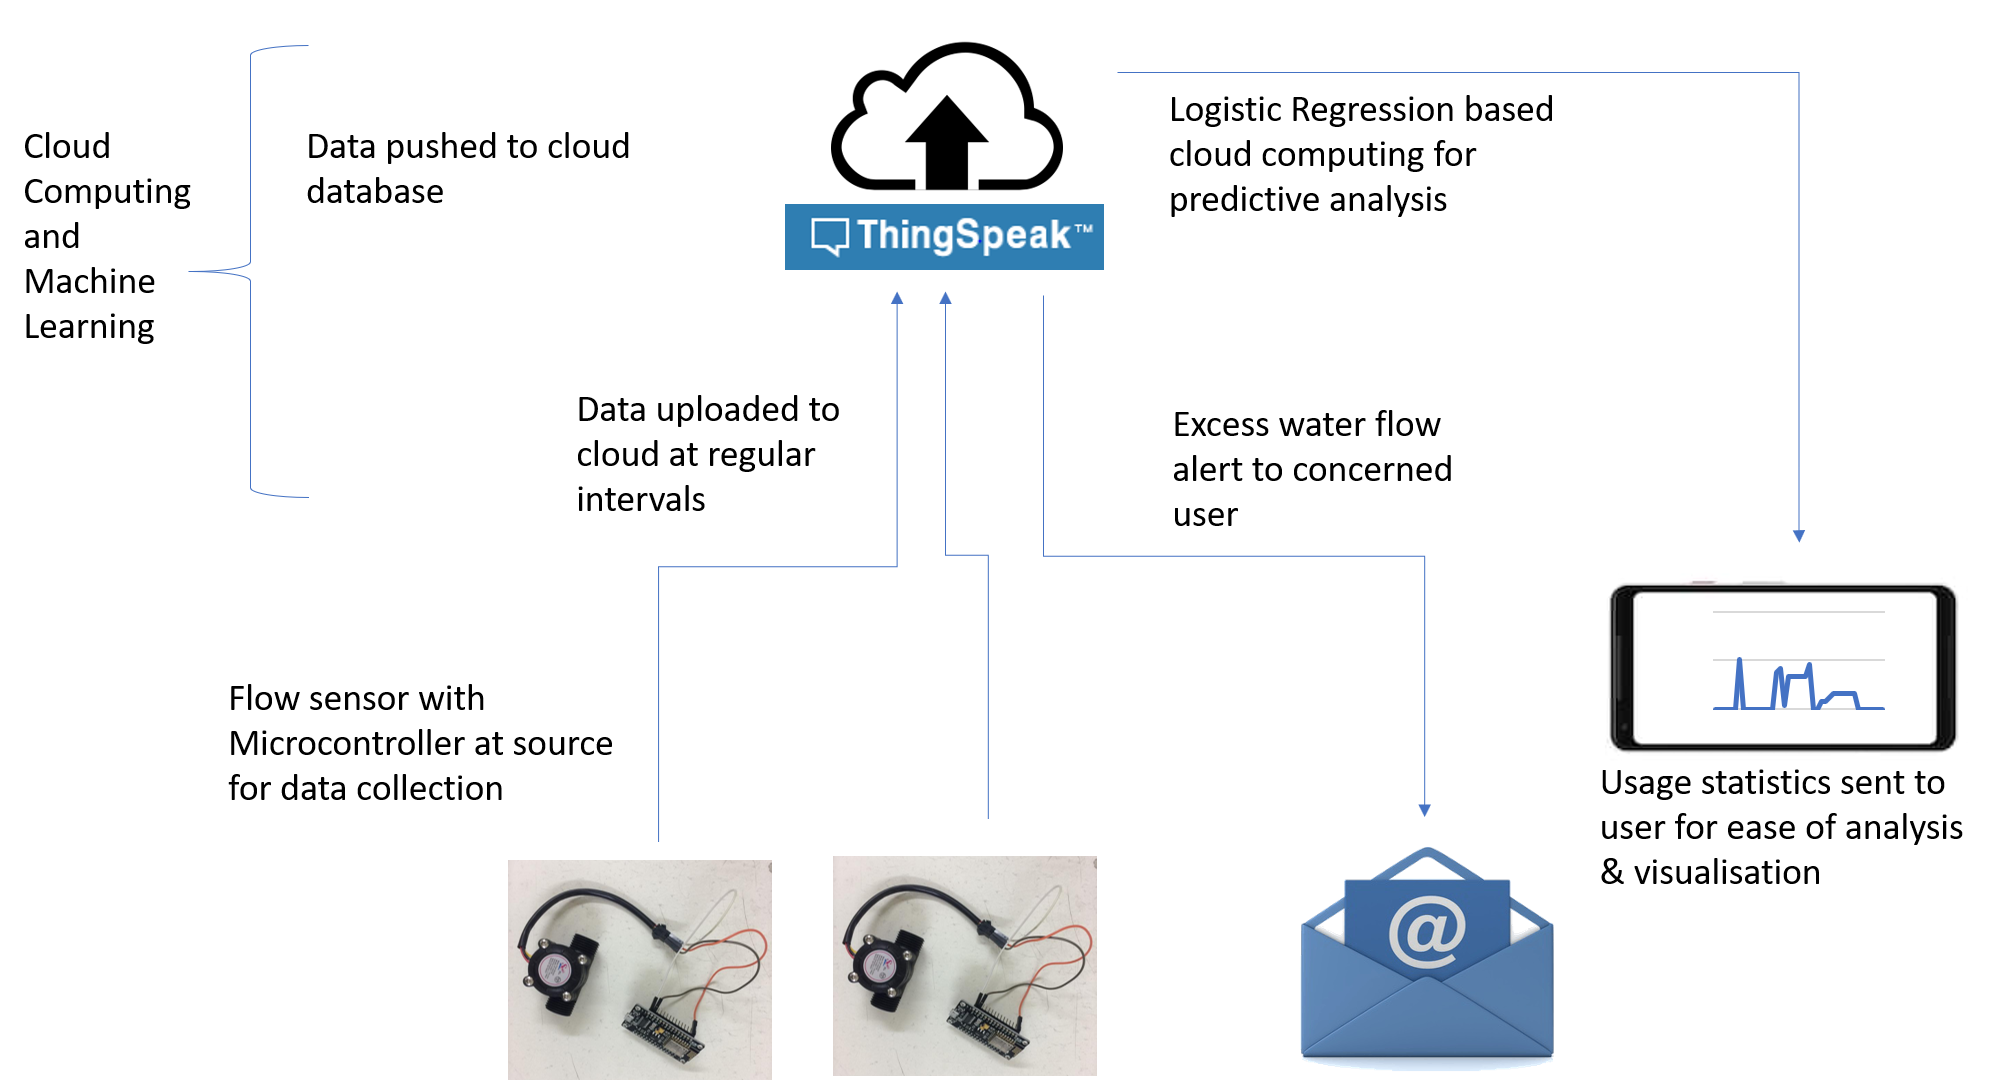 Cloud
Computing
and
Machine
Learning
Data pushed to cloud
database
ThingSpeak™
Logistic Regression based
cloud computing for
predictive analysis
Data uploaded to
cloud at regular
intervals
Excess water flow
alert to concerned
user
Flow sensor with
Microcontroller at source
for data collection
Usage statistics sent to
user for ease of analysis
& visualisation
@